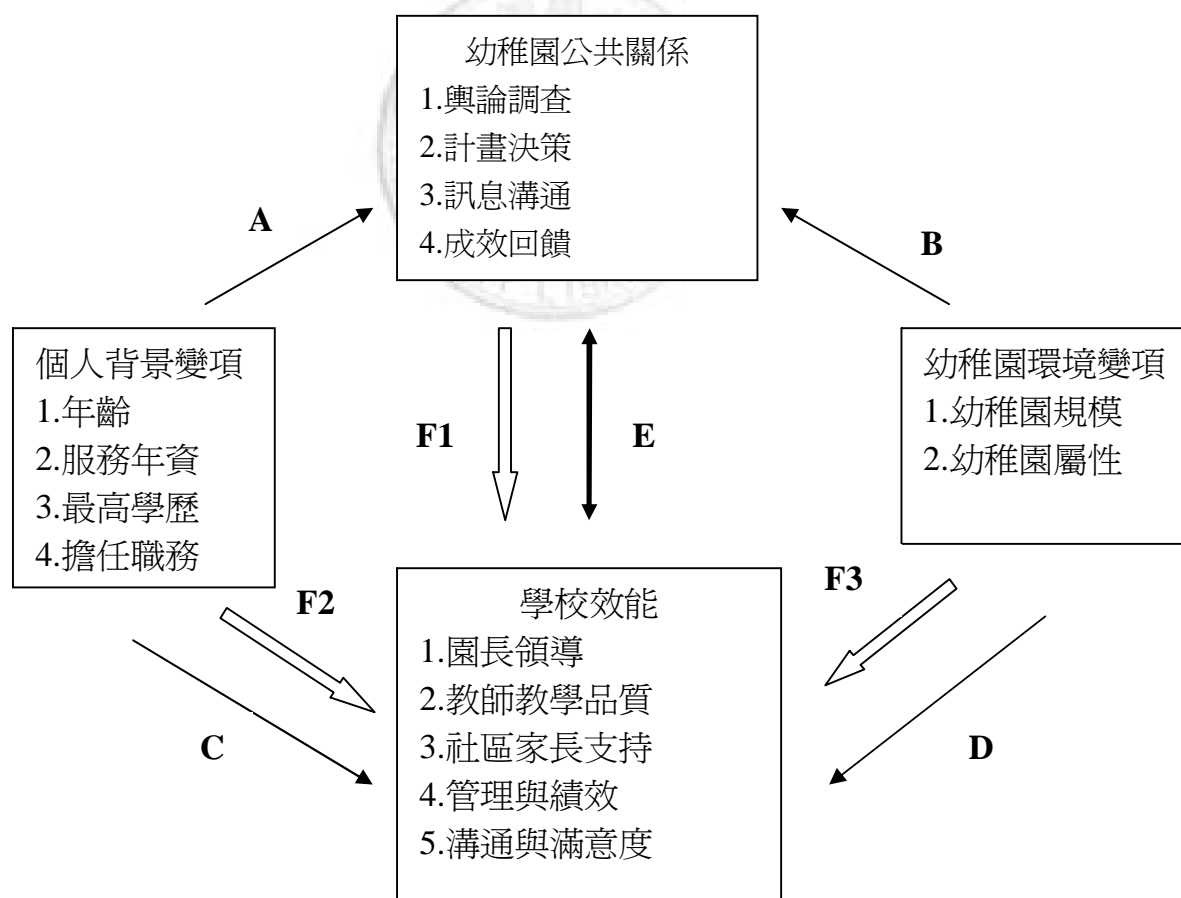 幼稚園公共關係
1.輿論調查
2.計畫決策
3.訊息溝通
4.成效回饋
A
B
個人背景變項
1.年齡
2.服務年資
3.最高學歷
4.擔任職務
F1
E
幼稚園環境變項
1.幼稚園規模
2.幼稚園屬性
F2
F3
學校效能
1.園長領導
2.教師教學品質
3.社區家長支持
4.管理與績效
5.溝通與滿意度
C
D